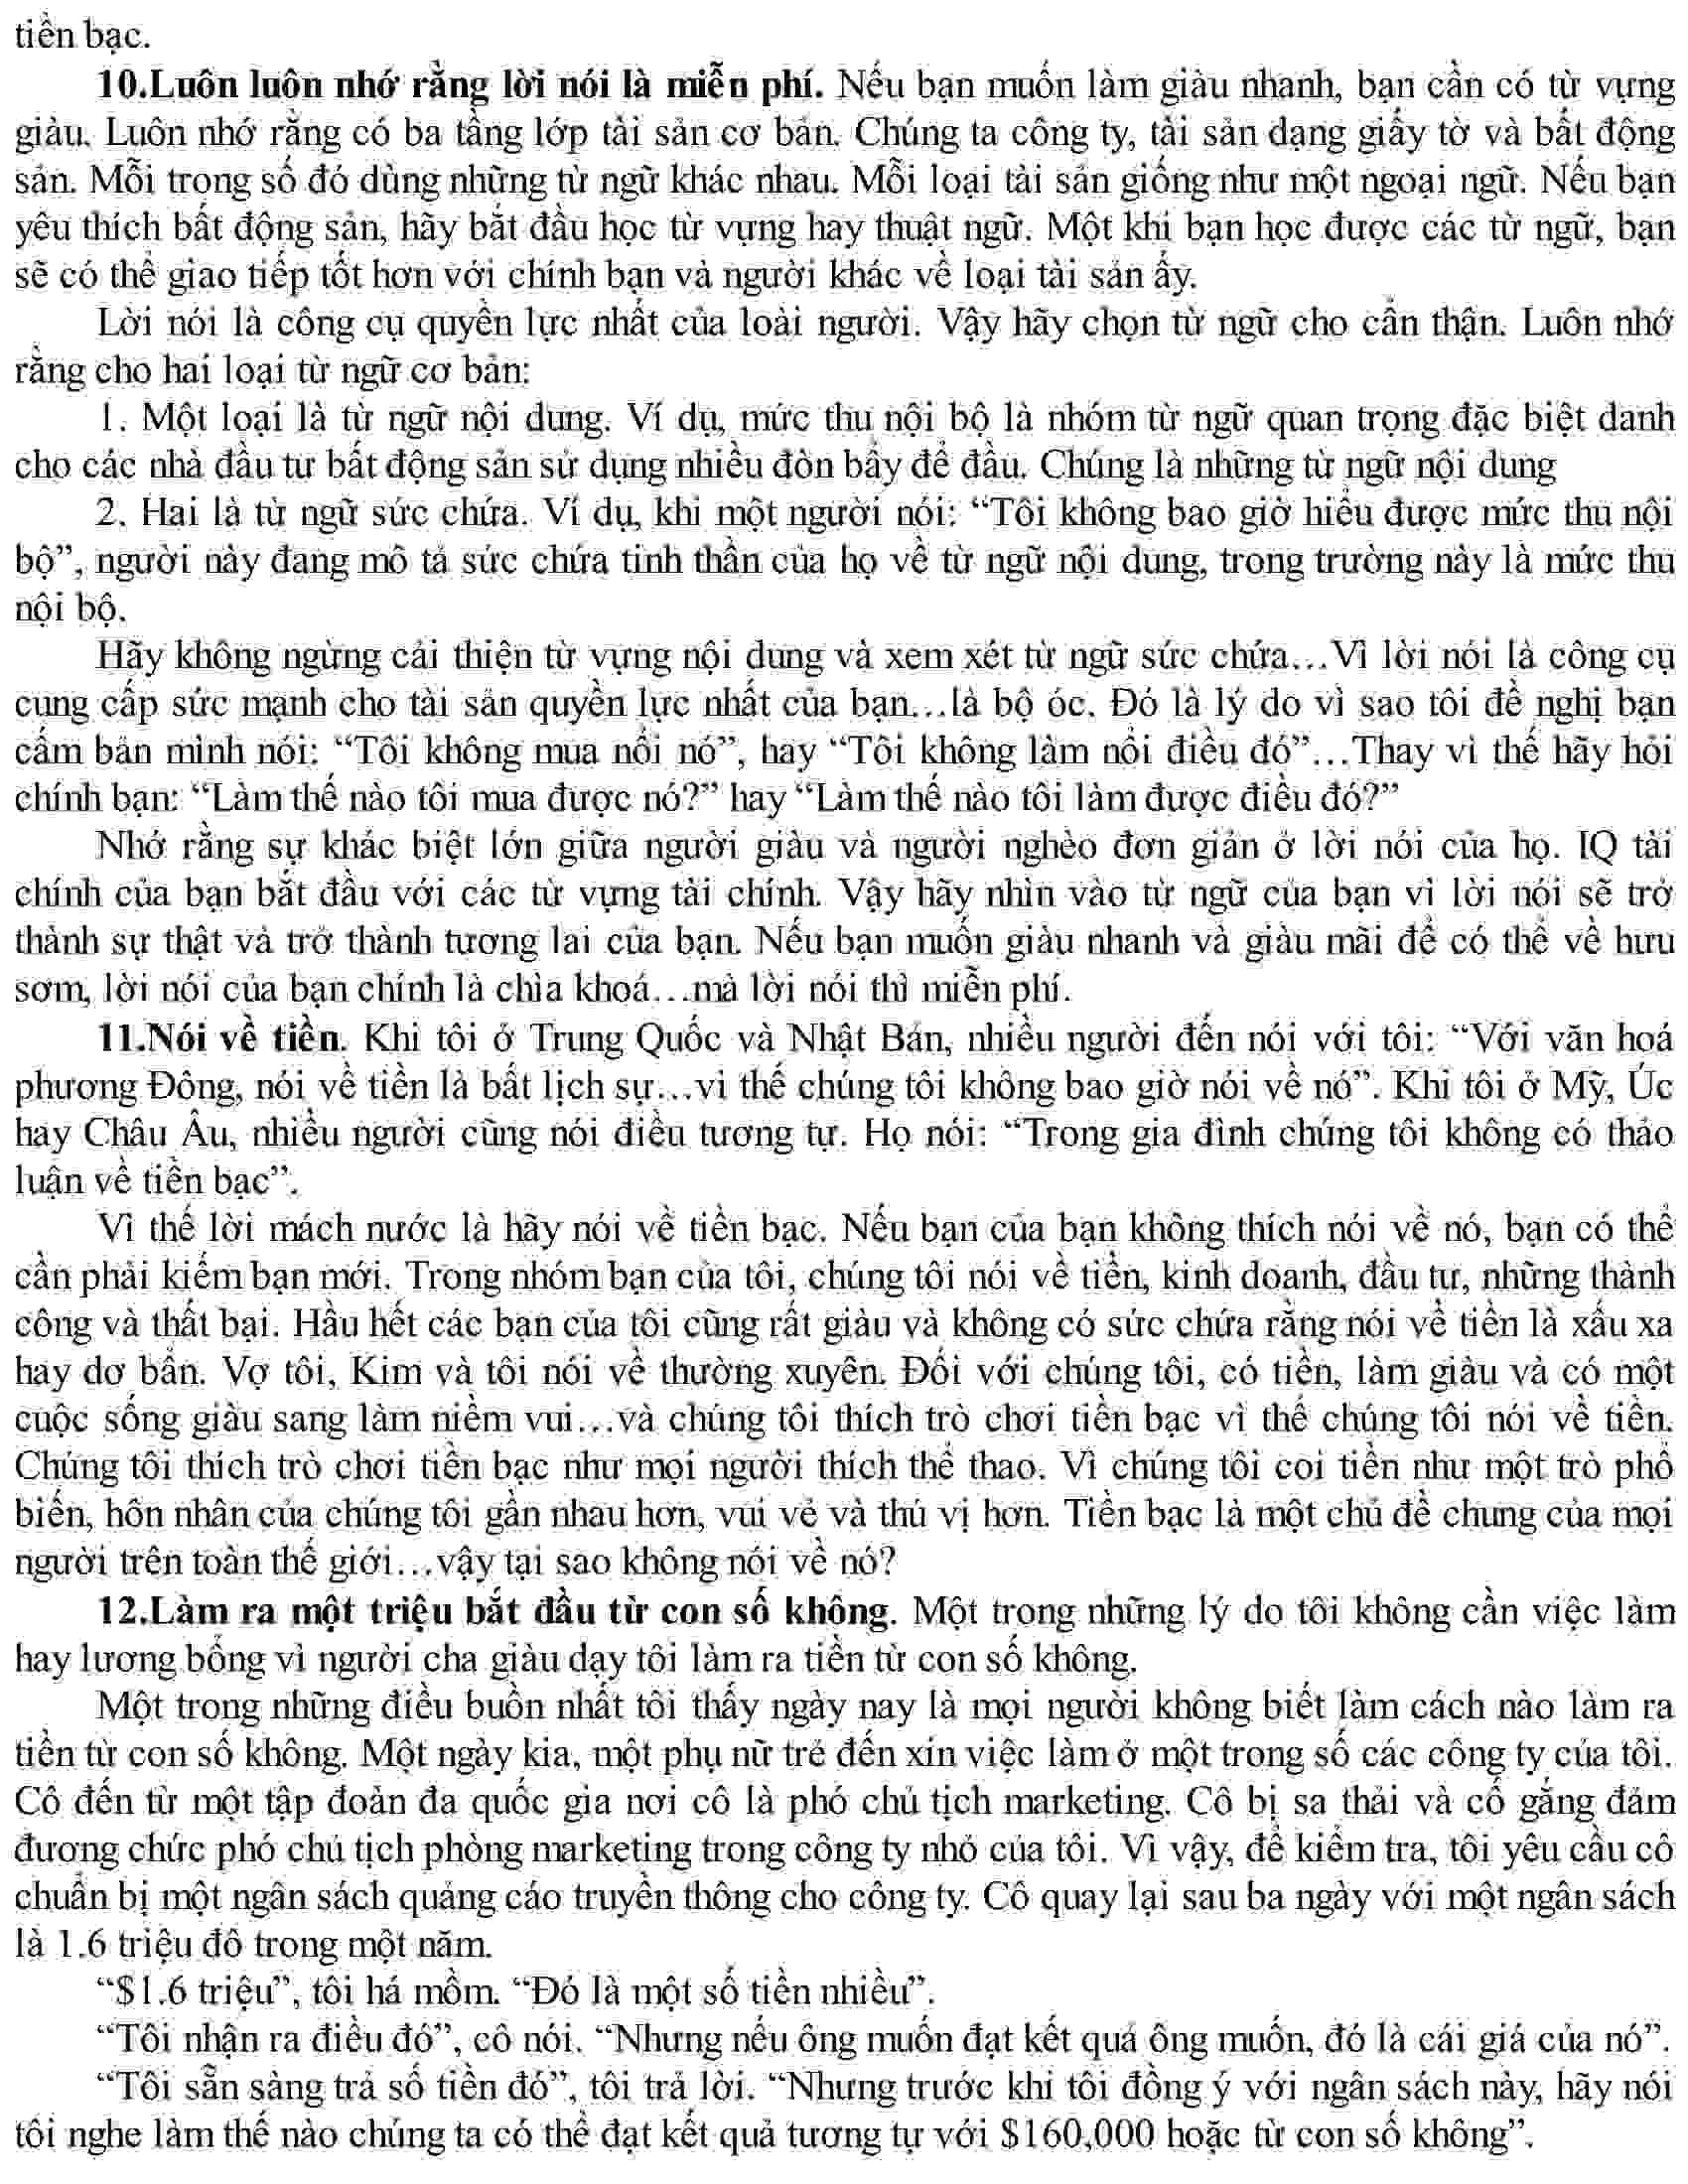 tiền bạc.
10.Luôn luôn nhớ rằng lời nói là miễn phí. Nếu bạn muốn làm giàu nhanh, bạn cần có từ vựng
giàu. Luôn nhớ rằng có ba tầng lớp tài sản cơ bản. Chúng ta công ty, tài sản dạng giấy tờ và bất động
sản. Mỗi trong số đó dùng những từ ngữ khác nhau. Mỗi loại tài sản giống như một ngoại ngữ. Nếu bạn
yêu thích bất động sản, hãy bắt đầu học từ vựng hay thuật ngữ. Một khi bạn học được các từ ngữ, bạn
sẽ có thể giao tiếp tốt hơn với chính bạn và người khác về loại tài sản ấy.
Lời nói là công cụ quyền lực nhất của loài người. Vậy hãy chọn từ ngữ cho cẩn thận. Luôn nhớ
rằng cho hai loại từ ngữ cơ bản:
1. Một loại là từ ngữ nội dung. Ví dụ, mức thu nội bộ là nhóm từ ngữ quan trọng đặc biệt danh
cho các nhà đầu tư bất động sản sử dụng nhiều đòn bẩy để đầu. Chúng là những từ ngữ nội dung
2. Hai là từ ngữ sức chứa. Ví dụ, khi một người nói: “Tôi không bao giờ hiểu được mức thu nội
bộ”, người này đang mô tả sức chứa tinh thần của họ về từ ngữ nội dung, trong trường này là mức thu
nội bộ.
Hãy không ngừng cải thiện từ vựng nội dung và xem xét từ ngữ sức chứa…Vì lời nói là công cụ
cung cấp sức mạnh cho tài sản quyền lực nhất của bạn…là bộ óc. Đó là lý do vì sao tôi đề nghị bạn
cấm bản mình nói: “Tôi không mua nổi nó”, hay “Tôi không làm nổi điều đó”…Thay vì thế hãy hỏi
chính bạn: “Làm thế nào tôi mua được nó?” hay “Làm thế nào tôi làm được điều đó?”
Nhớ rằng sự khác biệt lớn giữa người giàu và người nghèo đơn giản ở lời nói của họ. IQ tài
chính của bạn bắt đầu với các từ vựng tài chính. Vậy hãy nhìn vào từ ngữ của bạn vì lời nói sẽ trở
thành sự thật và trở thành tương lai của bạn. Nếu bạn muốn giàu nhanh và giàu mãi để có thể về hưu
sơm, lời nói của bạn chính là chìa khoá…mà lời nói thì miễn phí.
11.Nói về tiền. Khi tôi ở Trung Quốc và Nhật Bản, nhiều người đến nói với tôi: “Với văn hoá
phương Đông, nói về tiền là bất lịch sự…vì thế chúng tôi không bao giờ nói về nó”. Khi tôi ở Mỹ, Úc
hay Châu Âu, nhiều người cũng nói điều tương tự. Họ nói: “Trong gia đình chúng tôi không có thảo
luận về tiền bạc”.
Vì thế lời mách nước là hãy nói về tiền bạc. Nếu bạn của bạn không thích nói về nó, bạn có thể
cần phải kiếm bạn mới. Trong nhóm bạn của tôi, chúng tôi nói về tiền, kinh doanh, đầu tư, những thành
công và thất bại. Hầu hết các bạn của tôi cũng rất giàu và không có sức chứa rằng nói về tiền là xấu xa
hay dơ bẩn. Vợ tôi, Kim và tôi nói về thường xuyên. Đối với chúng tôi, có tiền, làm giàu và có một
cuộc sống giàu sang làm niềm vui…và chúng tôi thích trò chơi tiền bạc vì thế chúng tôi nói về tiền.
Chúng tôi thích trò chơi tiền bạc như mọi người thích thể thao. Vì chúng tôi coi tiền như một trò phổ
biến, hôn nhân của chúng tôi gần nhau hơn, vui vẻ và thú vị hơn. Tiền bạc là một chủ đề chung của mọi
người trên toàn thế giới…vậy tại sao không nói về nó?
12.Làm ra một triệu bắt đầu từ con số không. Một trong những lý do tôi không cần việc làm
hay lương bổng vì người cha giàu dạy tôi làm ra tiền từ con số không.
Một trong những điều buồn nhất tôi thấy ngày nay là mọi người không biết làm cách nào làm ra
tiền từ con số không. Một ngày kia, một phụ nữ trẻ đến xin việc làm ở một trong số các công ty của tôi.
Cô đến từ một tập đoàn đa quốc gia nơi cô là phó chủ tịch marketing. Cô bị sa thải và cố gắng đảm
đương chức phó chủ tịch phòng marketing trong công ty nhỏ của tôi. Vì vậy, để kiểm tra, tôi yêu cầu cô
chuẩn bị một ngân sách quảng cáo truyền thông cho công ty. Cô quay lại sau ba ngày với một ngân sách
là 1.6 triệu đô trong một năm.
“$1.6 triệu”, tôi há mồm. “Đó là một số tiền nhiều”.
“Tôi nhận ra điều đó”, cô nói. “Nhưng nếu ông muốn đạt kết quả ông muốn, đó là cái giá của nó”.
“Tôi sẵn sàng trả số tiền đó”, tôi trả lời. “Nhưng trước khi tôi đồng ý với ngân sách này, hãy nói
tôi nghe làm thế nào chúng ta có thể đạt kết quả tương tự với $160,000 hoặc từ con số không”.